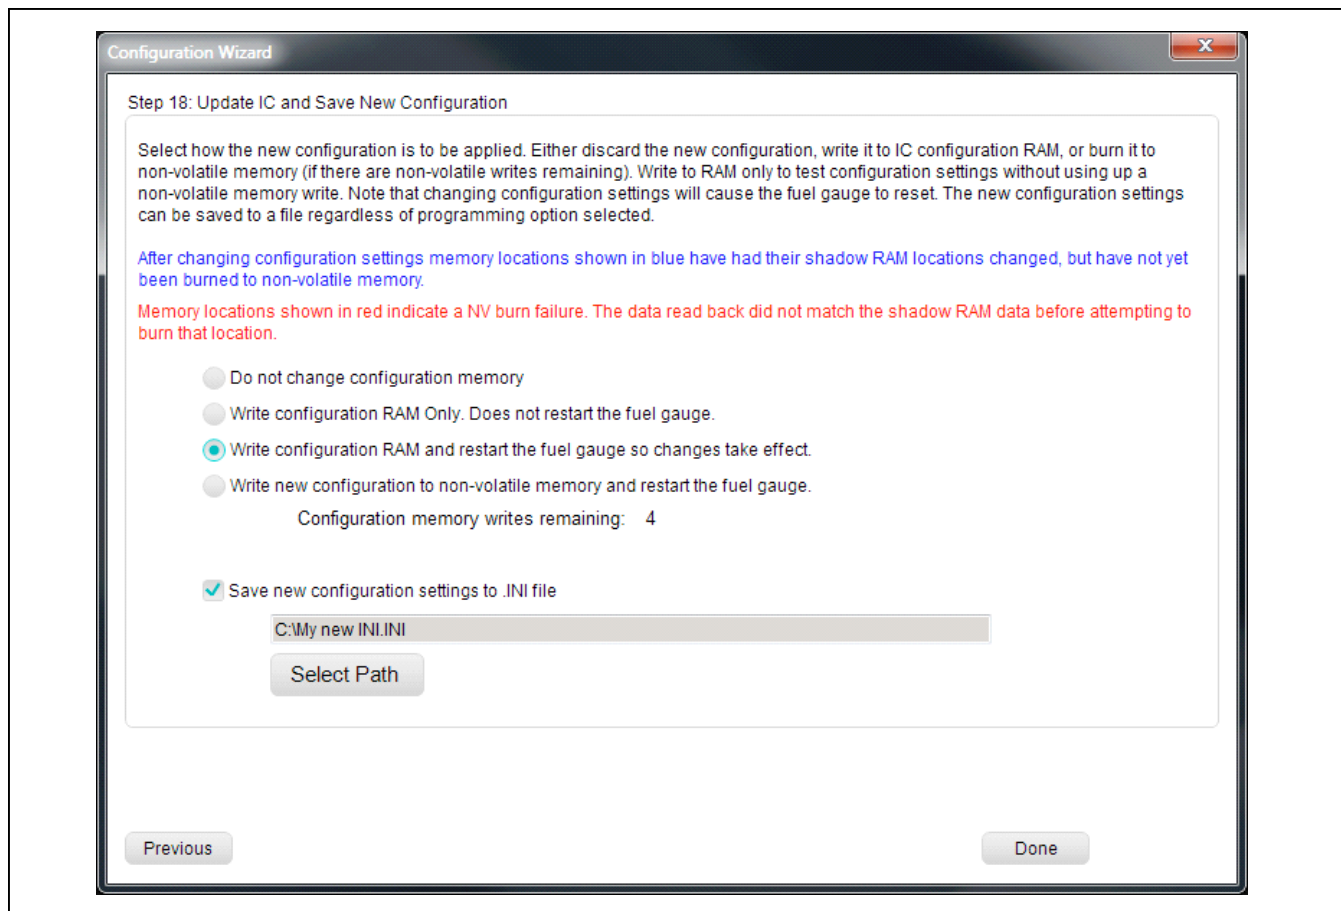 Configuration Wizard
Step 18: Update IC and Save New Configuration
Select how the new configuration is to be applied. Either discard the new configuration, write it to IC configuration RAM, or burn it to
non-volatile memory (if there are non-volatile writes remaining). Write to RAM only to test configuration settings without using up a
non-volatile memory write. Note that changing configuration settings will cause the fuel gauge to reset. The new configuration settings
can be saved to a file regardless of programming option selected.
After changing configuration settings memory locations shown in blue have had their shadow RAM locations changed, but have not yet
been burned to non-volatile memory.
Memory locations shown in red indicate a NV burn failure. The data read back did not match the shadow RAM data before attempting to
burn that location.
Do not change configuration memory
Write configuration RAM Only. Does not restart the fuel gauge.
Write configuration RAM and restart the fuel gauge so changes take effect.
Write new configuration to non-volatile memory and restart the fuel gauge.
Configuration memory writes remaining: 4
Save new configuration settings to .INI file
C:\My new INI.INI
Select Path
Previous
Done